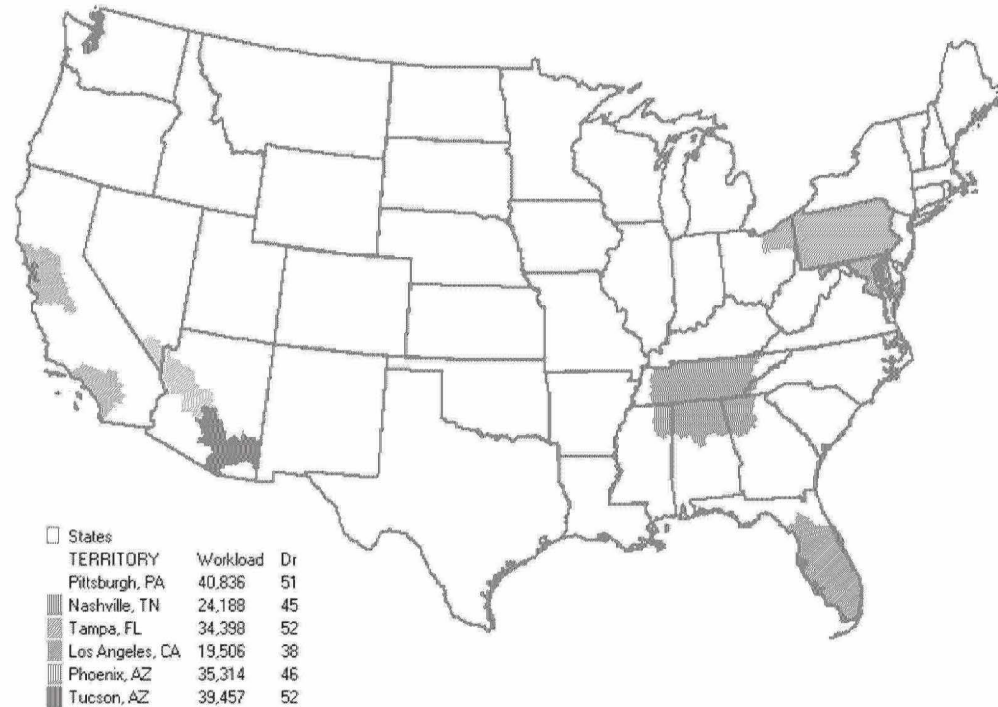 States
TERRITORY Workload Dr
Pittsburgh, PA 40,836 51
Nashville, TN 24,188 45
Tampa, FL 34,398 52
Los Angeles, CA 19,506 38
Phoenix, AZ 35,314 46
Tucson, AZ 39,457 52